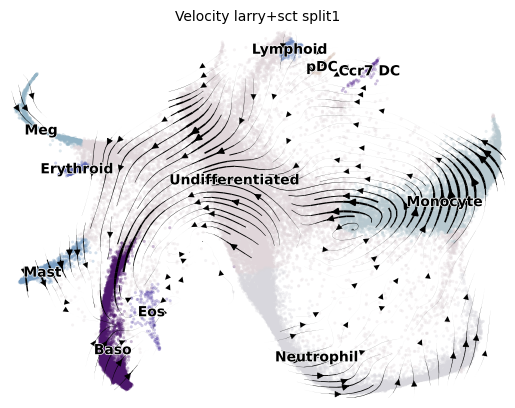 Velocity larry+sct split1
Lymphoid
pDC
Ccr7 DC
Meg
Erythroid
Undifferentiated
Monocyte
Mast
Eos
Baso
Neutrophil